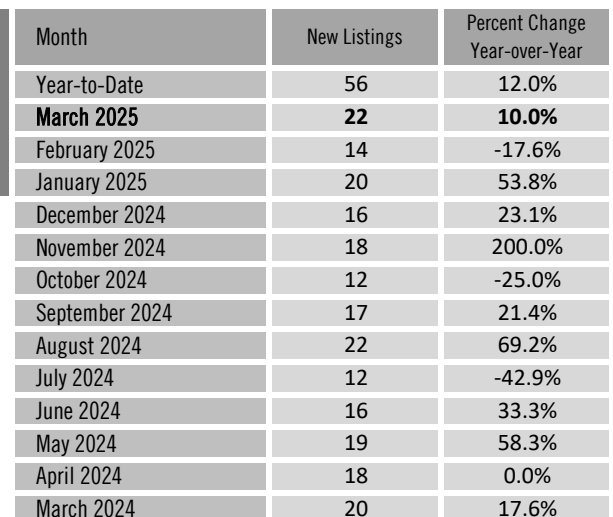 Month New Listings Percent Change Year-over-Year
Year-to-Date 56 12.0%
March 2025 22 10.0%
February 2025 14 -17.6%
January 2025 20 53.8%
December 2024 16 23.1%
November 2024 18 200.0%
October 2024 12 -25.0%
September 2024 17 21.4%
August 2024 22 69.2%
July 2024 12 -42.9%
June 2024 16 33.3%
May 2024 19 58.3%
April 2024 18 0.0%
March 2024 20 17.6%